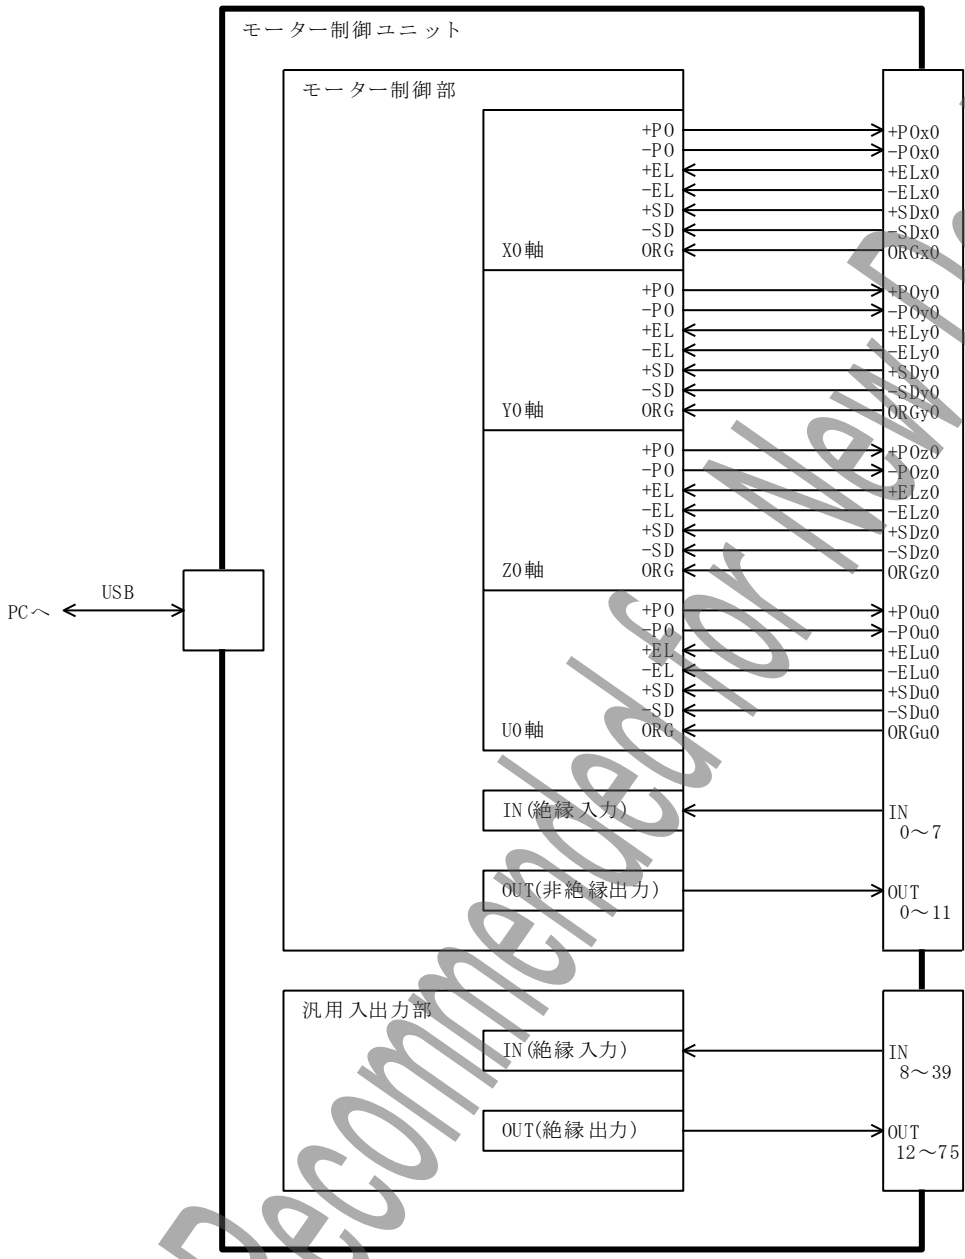 モーター制御ユニット
モーター制御部
+PO
-PO
+EL
-EL
+SD
-SD
X0軸 ORG
+POx0
-POx0
+ELx0
-ELx0
+SDx0
-SDx0
ORGx0
+PO
-PO
+EL
-EL
+SD
-SD
Y0軸 ORG
+POy0
-POy0
+ELy0
-ELy0
+SDy0
-SDy0
ORGy0
+PO
-PO
+EL
-EL
+SD
-SD
Z0軸 ORG
+POz0
-POz0
+ELz0
-ELz0
+SDz0
-SDz0
ORGz0
PC～ USB
+PO
-PO
+EL
-EL
+SD
-SD
U0軸 ORG
+POu0
-POu0
+ELu0
-ELu0
+SDu0
-SDu0
ORGu0
IN(絶縁入力)
IN
0～7
OUT(非絶縁出力)
OUT
0～11
汎用入出力部
IN(絶縁入力)
IN
8～39
OUT(絶縁出力)
OUT
12～75
Recommended for New